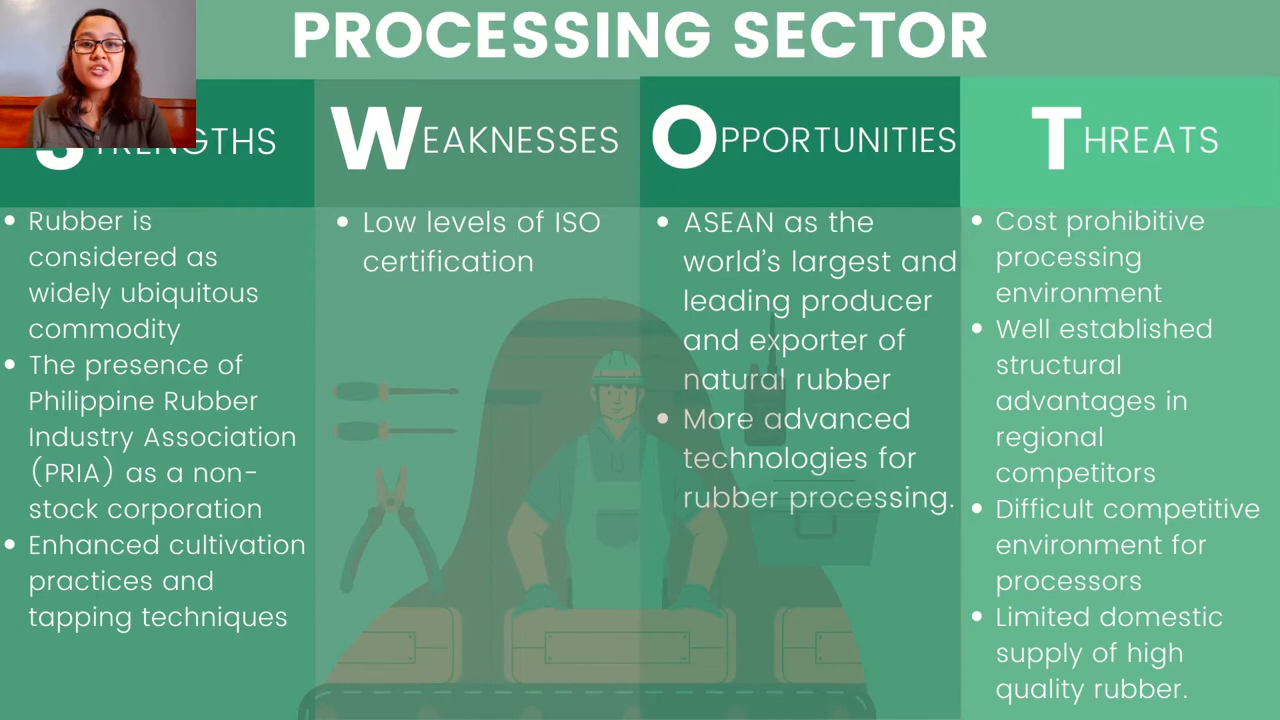 PROCESSING SECTOR
STRENGTHS
WEAKNESSES
OPPORTUNITIES
THREATS
• Rubber is
considered as
widely ubiquitous
commodity
• The presence of
Philippine Rubber
Industry Association
(PRIA) as a non-
stock corporation
• Enhanced cultivation
practices and
tapping techniques
• Low levels of ISO
certification
• ASEAN as the
world's largest and
leading producer
and exporter of
natural rubber
• More advanced
technologies for
rubber processing.
• Cost prohibitive
processing
environment
• Well established
structural
advantages in
regional
competitors
• Difficult competitive
environment for
processors
• Limited domestic
supply of high
quality rubber.